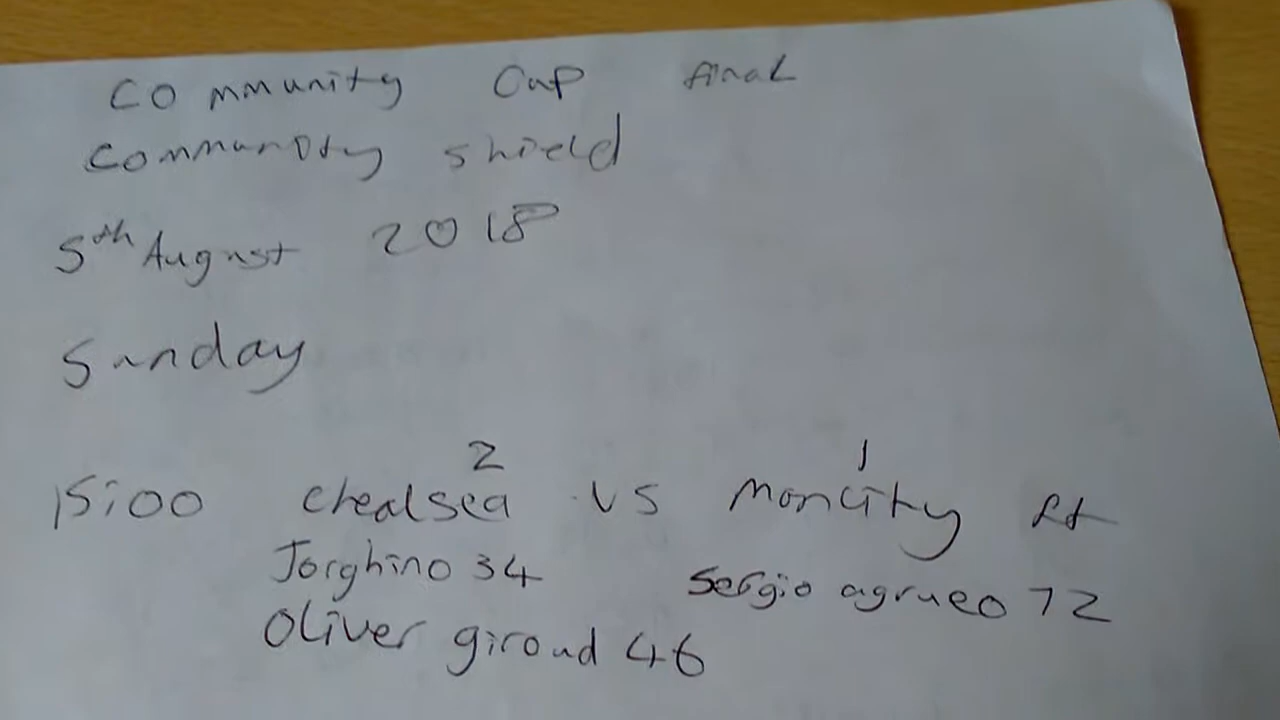 Community Cup final
Community shield
5th August 2018
Sunday
2 1
15:00 Chealsea VS Mancity ft
Jorghino 34 Sergio agrueo 72
Oliver giroud 46